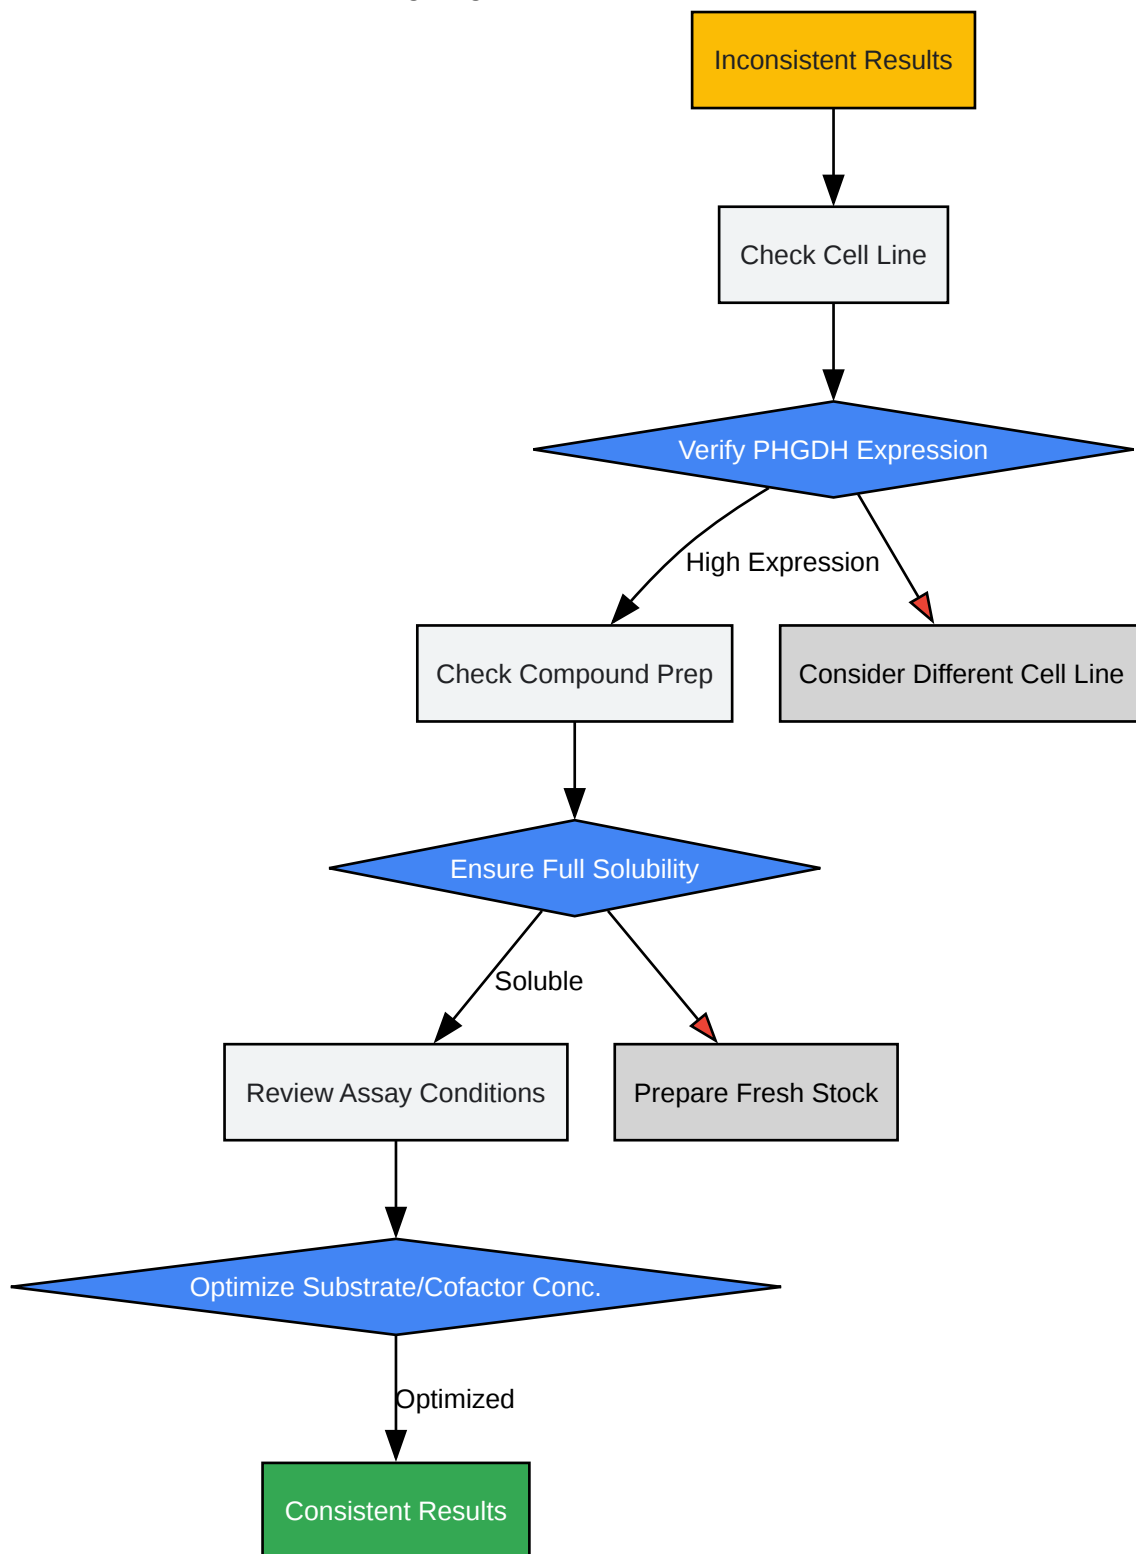 Inconsistent Results
Check Cell Line
Verify PHGDH Expression
High Expression
Check Compound Prep
Consider Different Cell Line
Ensure Full Solubility
Soluble
Review Assay Conditions
Prepare Fresh Stock
Optimize Substrate/Cofactor Conc.
Optimized
Consistent Results